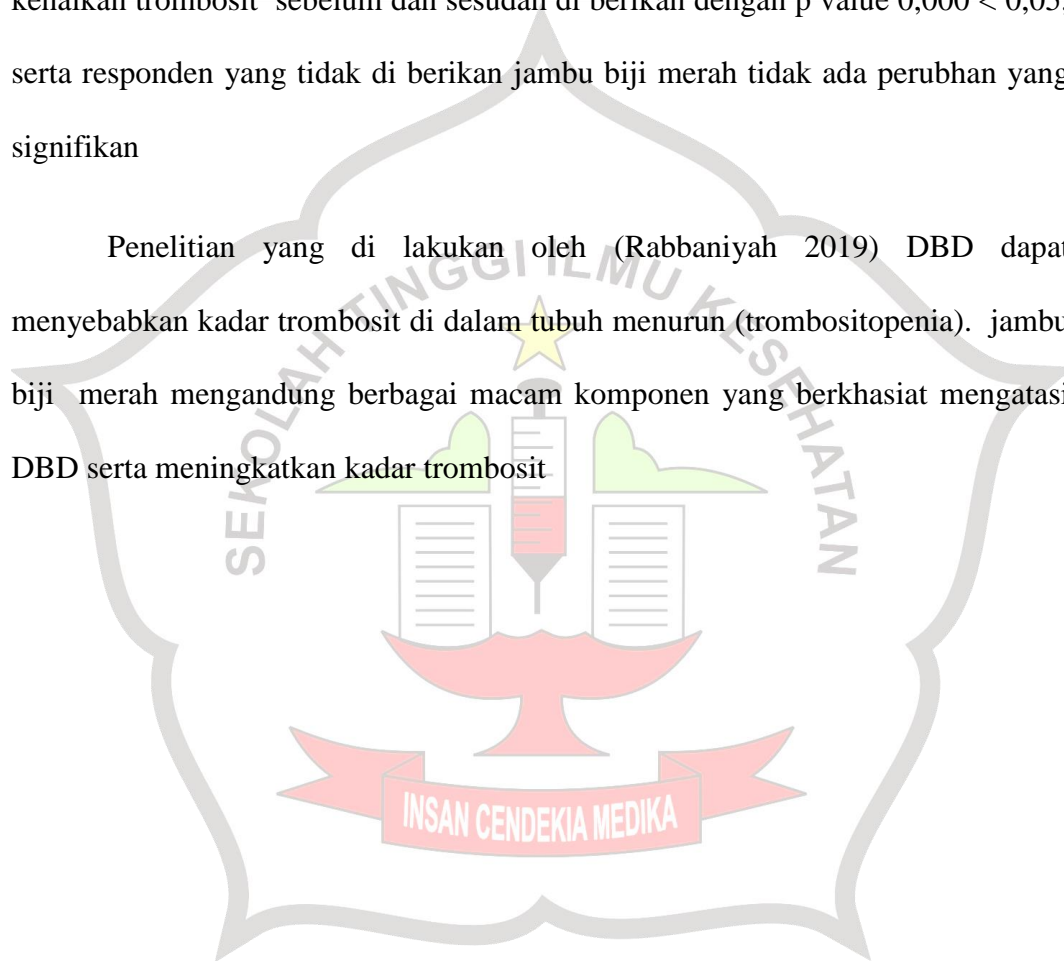 kenaikan trombosit sebelum dan sesudah di berikan dengan p value 0,000 < 0,05.
serta responden yang tidak di berikan jambu biji merah tidak ada perubhan yang
signifikan
Penelitian yang di lakukan oleh (Rabbaniyah 2019) DBD dapat
menyebabkan kadar trombosit di dalam tubuh menurun (trombositopenia). jambu
biji merah mengandung berbagai macam komponen yang berkhasiat mengatasi
DBD serta meningkatkan kadar trombosit
SEKOLAH TINGGI ILMU KESEHATAN
INSAN CENDEKIA MEDIKA